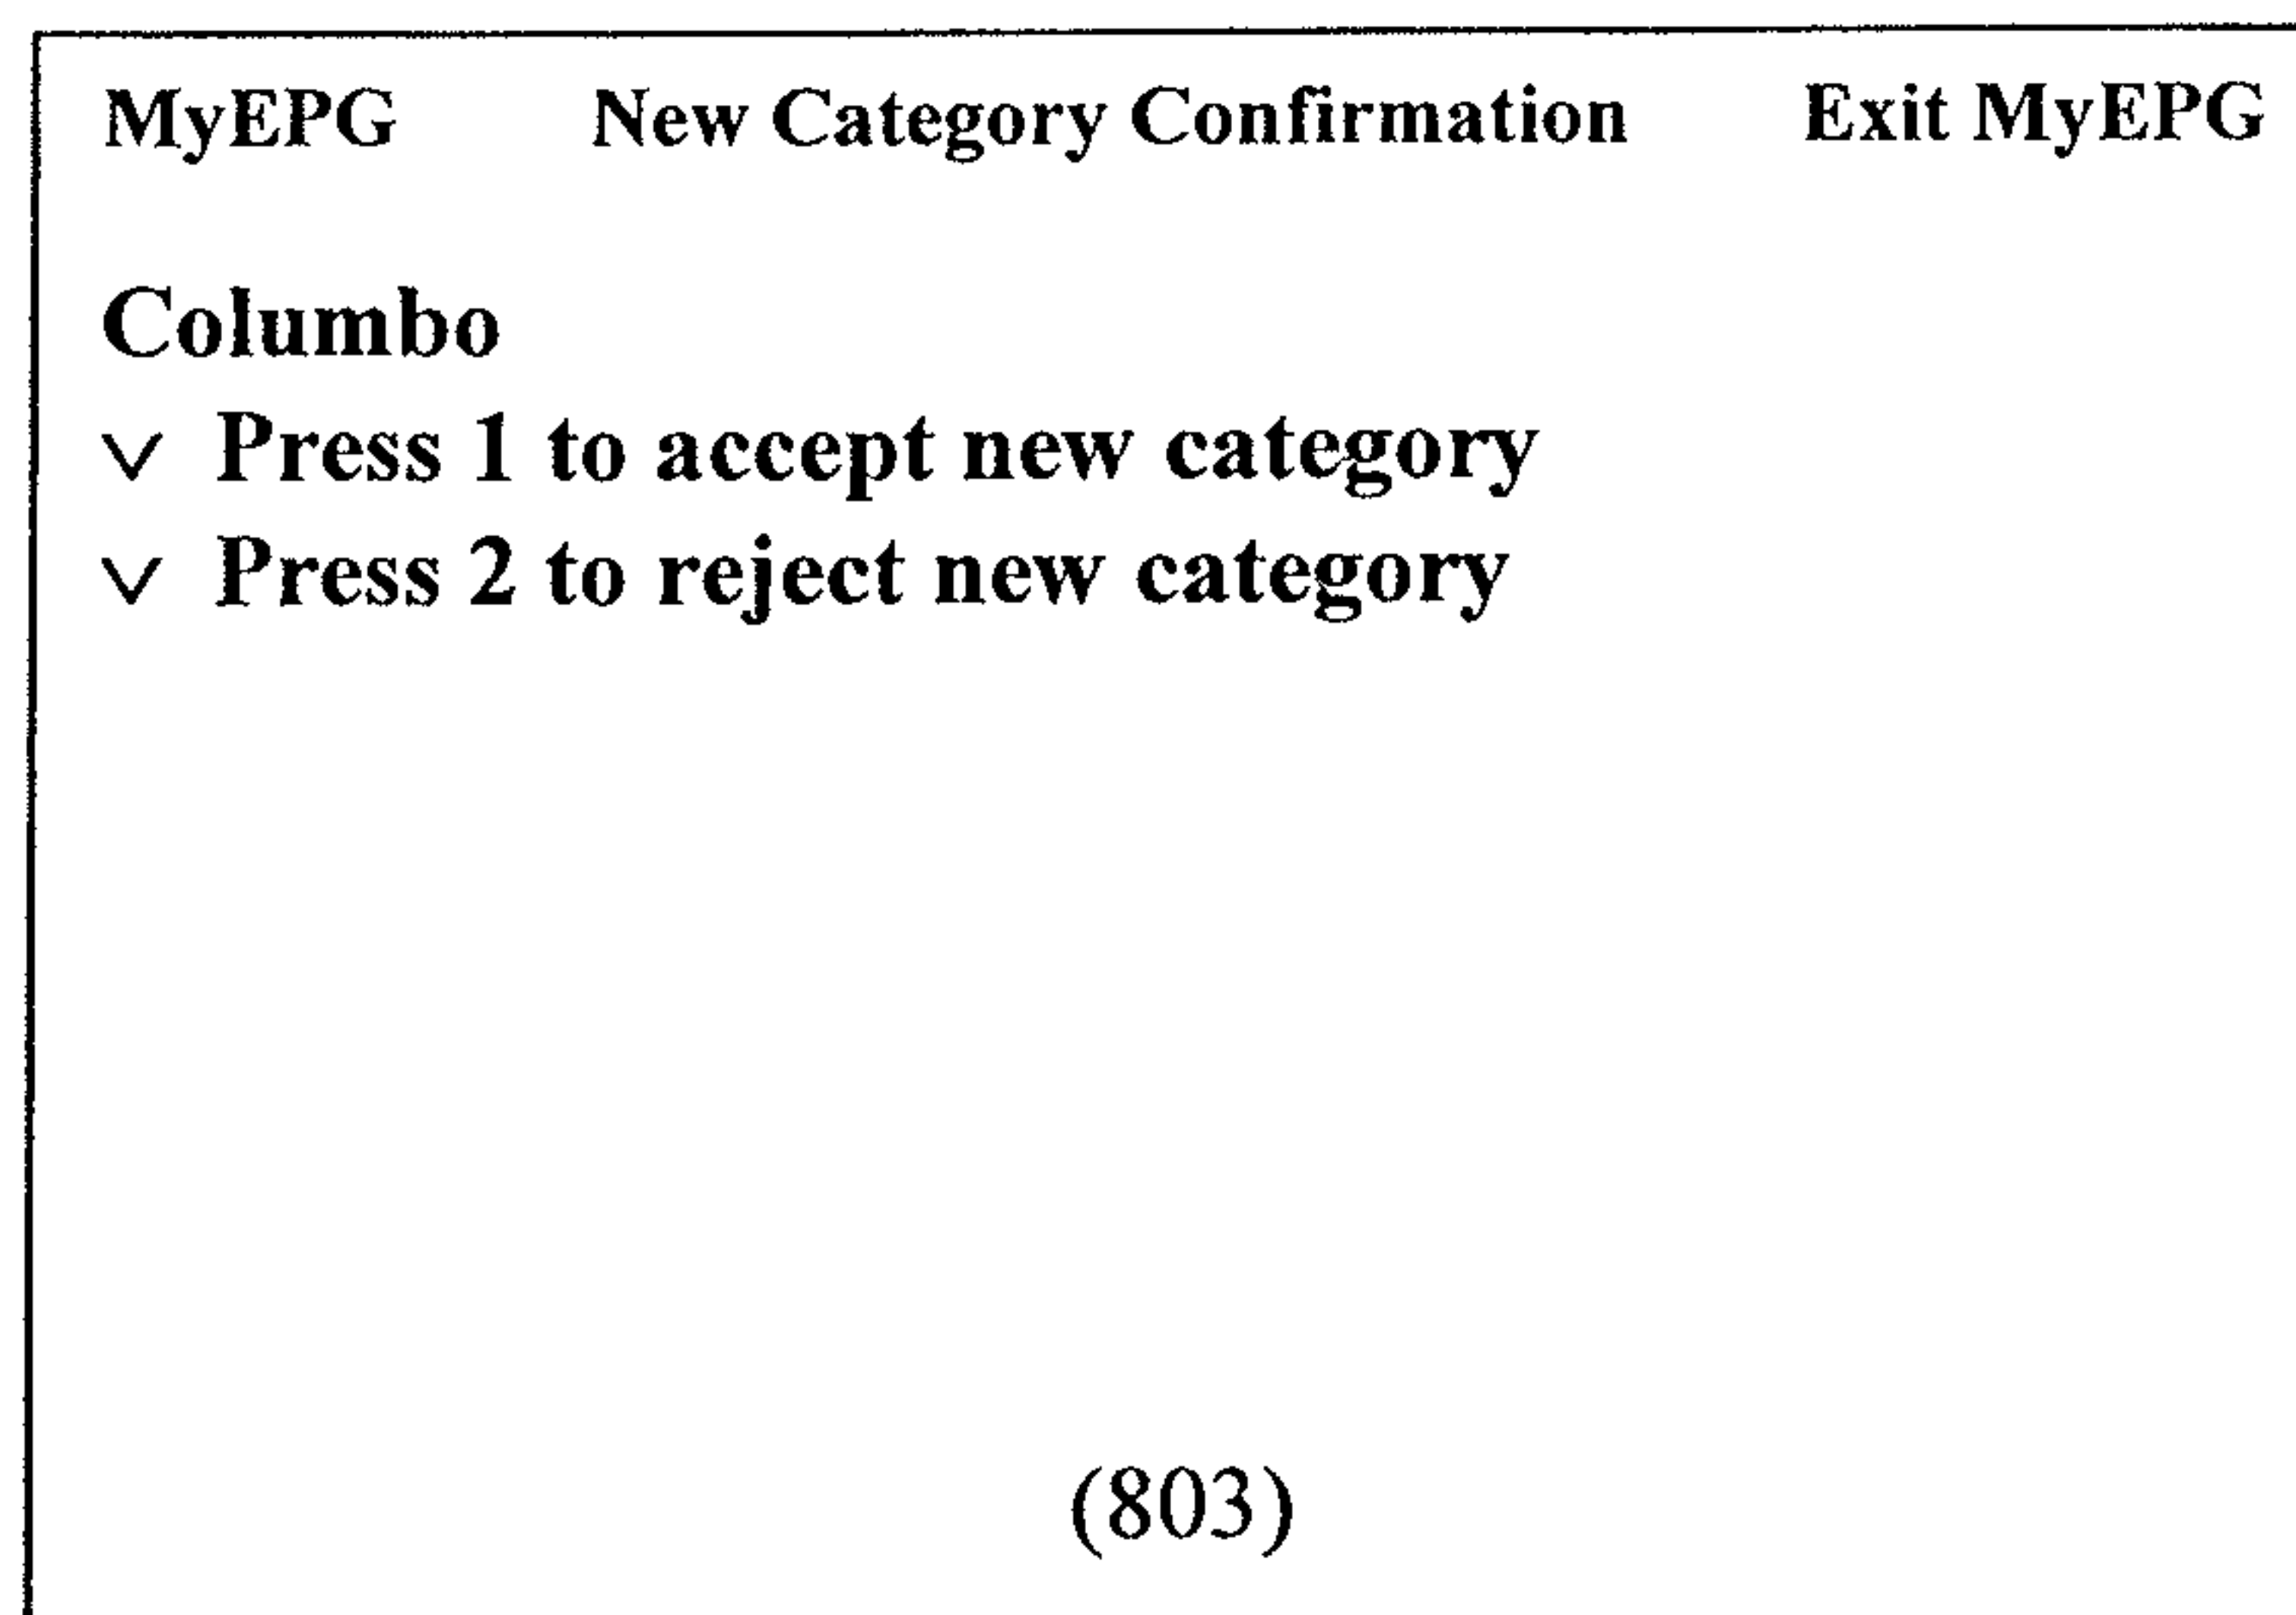 MyEPG New Category Confirmation Exit MyEPG
Columbo
✓ Press 1 to accept new category
✓ Press 2 to reject new category
(803)